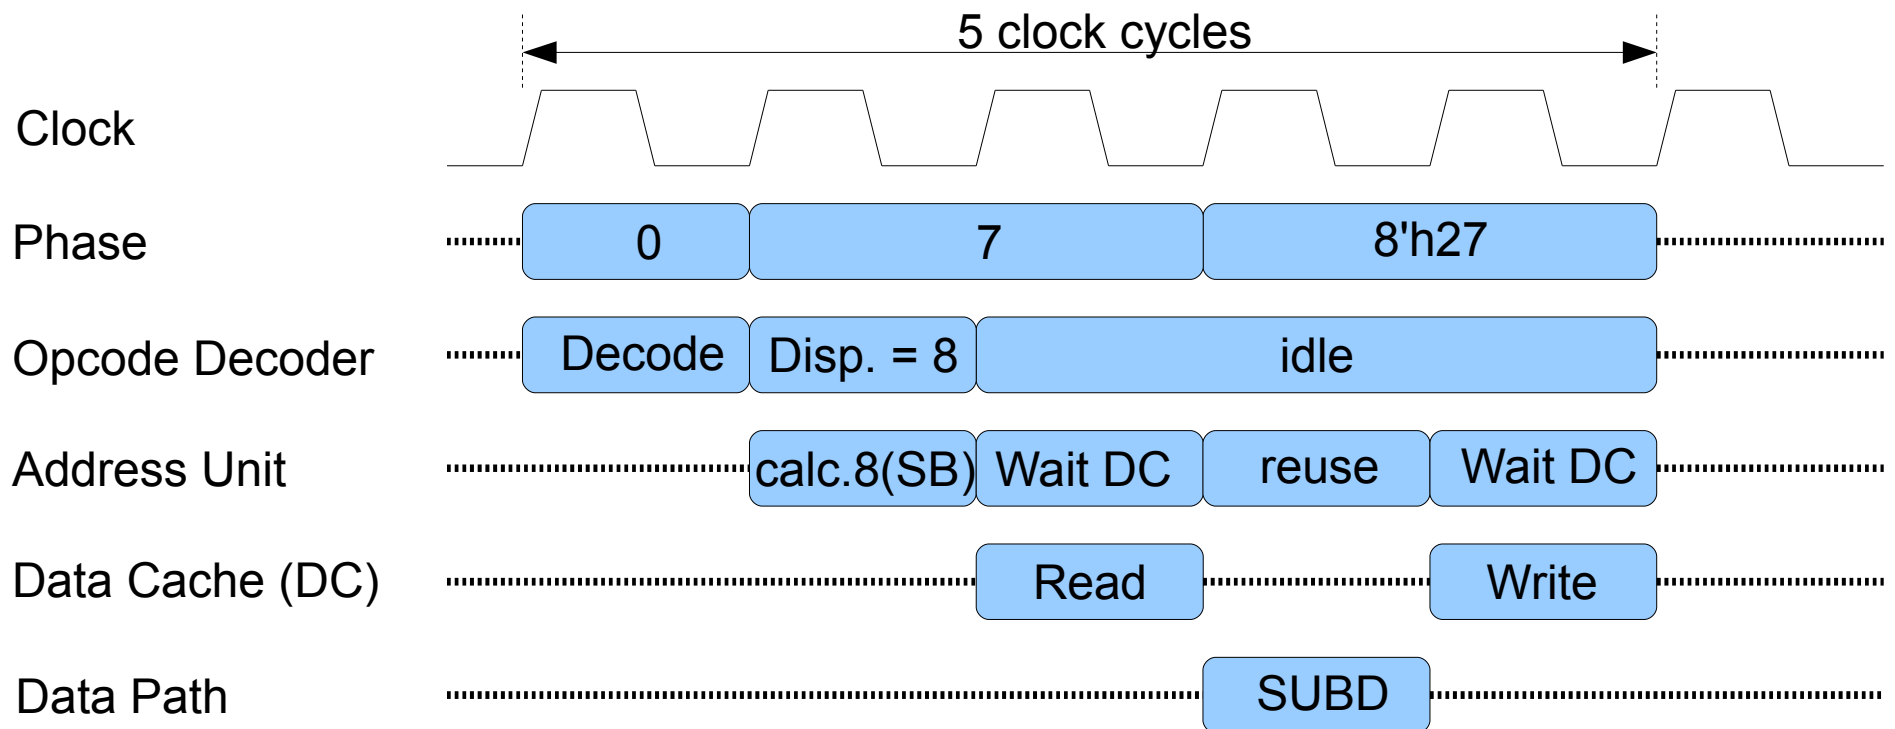 5 clock cycles
Clock
Phase 0 7 8'h27
Opcode Decoder Decode Disp. = 8 idle
Address Unit calc.8(SB) Wait DC reuse Wait DC
Data Cache (DC) Read Write
Data Path SUBD